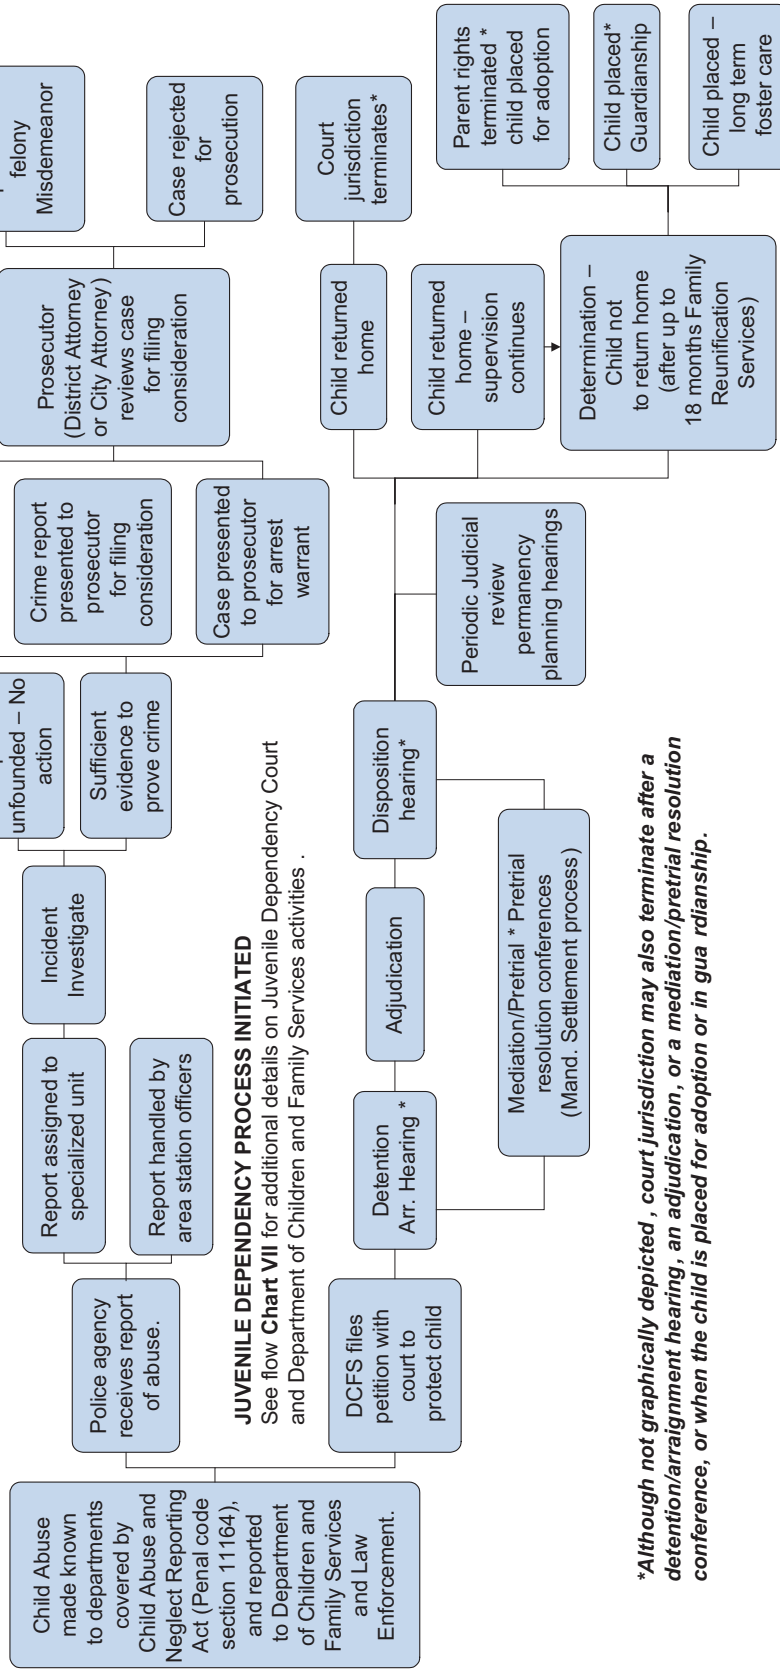 Child Abuse
made known
to departments
covered by
Child Abuse and
Neglect Reporting
Act (Penal code
section 11164),
and reported
to Department
of Children and
Family Services
and Law
Enforcement.
Police agency
receives report
of abuse.
Report assigned to
specialized unit
Report handled by
area station officers
Incident
Investigate
unfounded – No
action
Sufficient
evidence to
prove crime
Crime report
presented to
prosecutor
for filing
consideration
Case presented
to prosecutor
for arrest
warrant
Prosecutor
(District Attorney
or City Attorney)
reviews case
for filing
consideration
felony
Misdemeanor
Case rejected
for
prosecution
JUVENILE DEPENDENCY PROCESS INITIATED
See flow Chart VII for additional details on Juvenile Dependency Court
and Department of Children and Family Services activities .
DCFS files
petition with
court to
protect child
Detention
Arr. Hearing *
Adjudication
Disposition
hearing*
Mediation/Pretrial * Pretrial
resolution conferences
(Mand. Settlement process)
Periodic Judicial
review
permanency
planning hearings
Child returned
home
Court
jurisdiction
terminates*
Child returned
home –
supervision
continues
Determination –
Child not
to return home
(after up to
18 months Family
Reunification
Services)
Parent rights
terminated *
child placed
for adoption
Child placed*
Guardianship
Child placed –
long term
foster care
*Although not graphically depicted , court jurisdiction may also terminate after a
detention/arraignment hearing, an adjudication, or a mediation/pretrial resolution
conference, or when the child is placed for adoption or in gua rdianship.